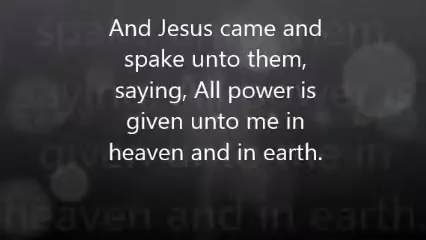 And Jesus came and
spake unto them,
saying, All power is
given unto me in
heaven and in earth.